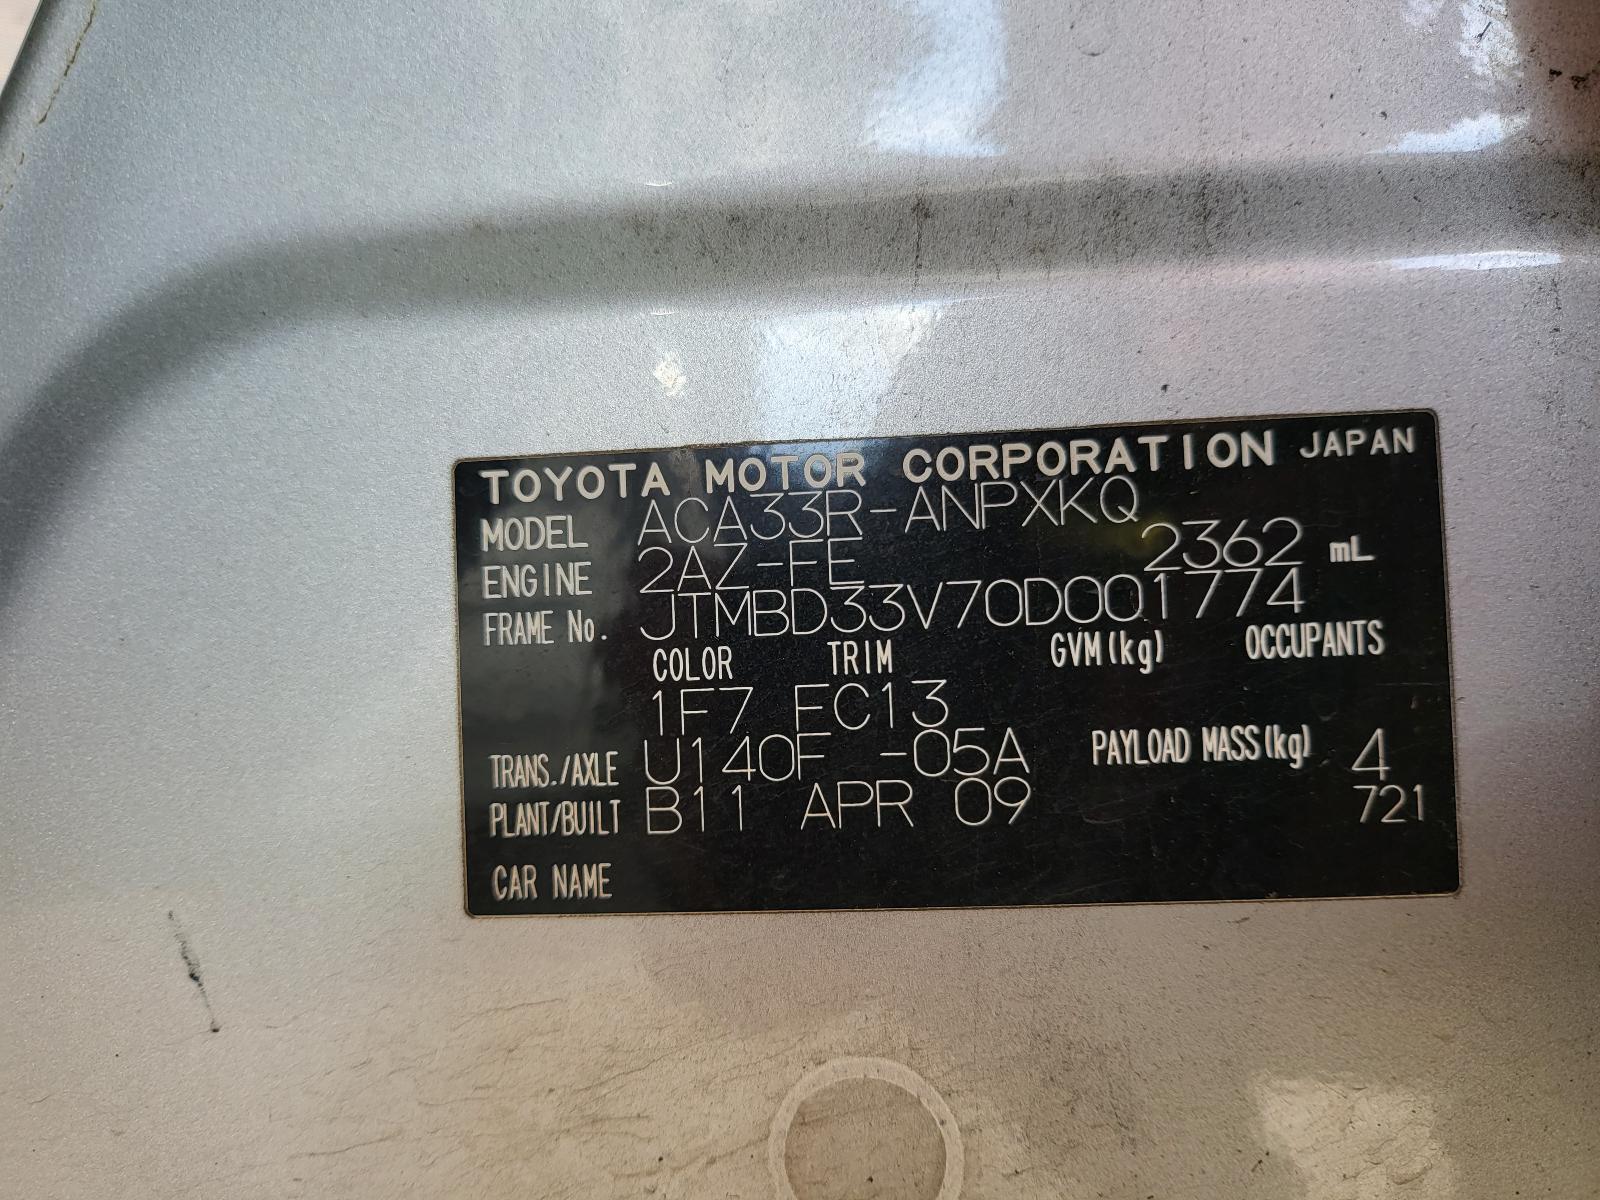 TOYOTA MOTOR CORPORATION JAPAN
MODEL ACA33R-ANPXKQ
ENGINE 2AZ-FE 2362 mL
FRAME No. JTMBD33V70D001774
COLOR TRIM GVM(kg) OCCUPANTS
1F7 FC13
TRANS./AXLE U140F -05A PAYLOAD MASS(kg) 4
PLANT/BUILT B11 APR 09 721
CAR NAME